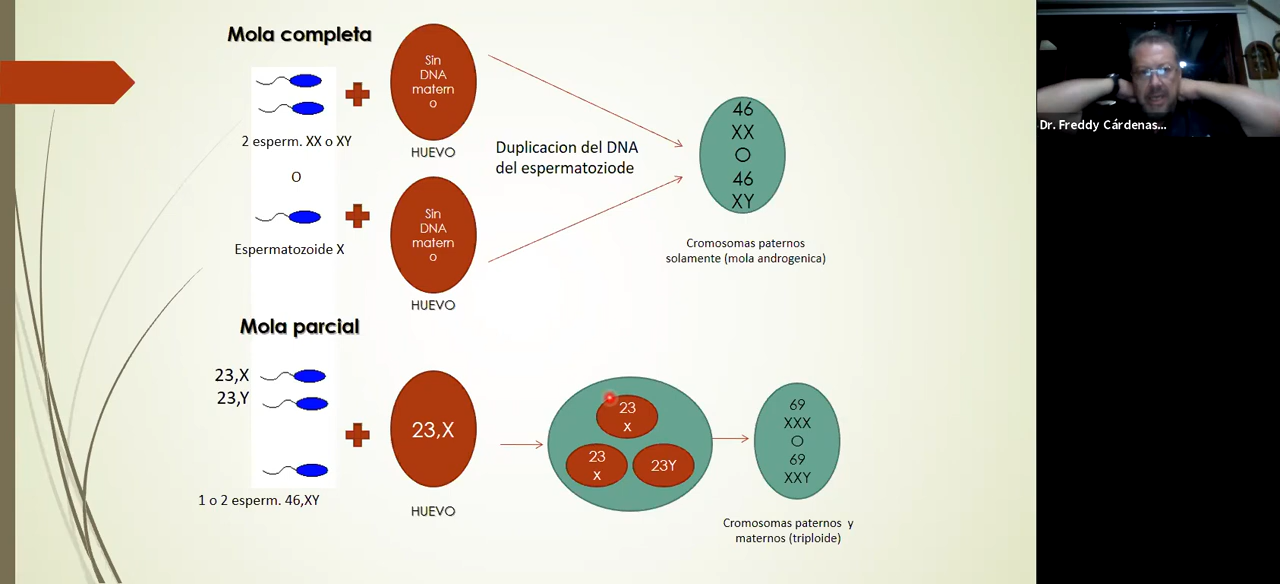 Mola completa
Sin
DNA
matern
o
2 esperm. XX o XY
HUEVO
O
Duplicacion del DNA
del espermatoziode
46
XX
O
46
XY
Sin
DNA
matern
o
Espermatozoide X
HUEVO
Cromosomas paternos
solamente (mola androgenica)
Mola parcial
23,X
23,Y
23,X
1 o 2 esperm. 46,XY
HUEVO
23
x
23
x
23Y
69
XXX
O
69
XXY
Cromosomas paternos y
maternos (triploide)
Dr. Freddy Cárdenas...